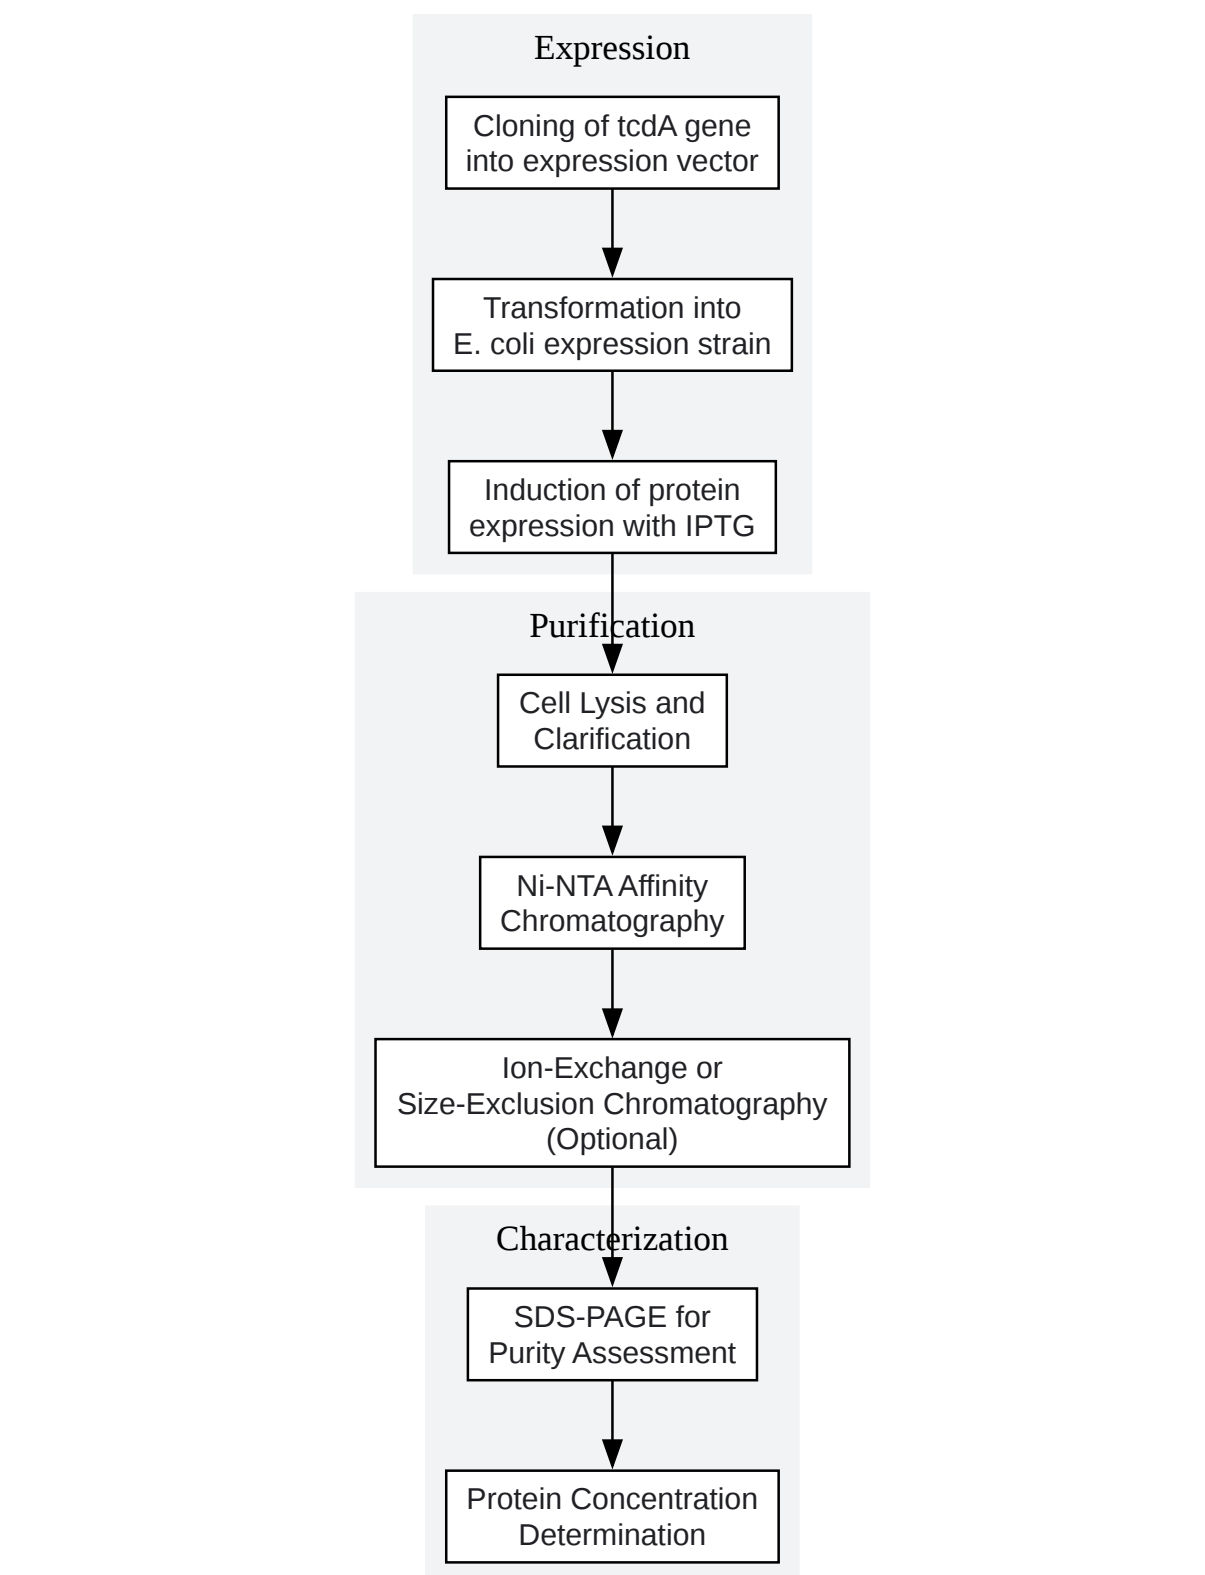 Expression
Cloning of tcdA gene
into expression vector
Transformation into
E. coli expression strain
Induction of protein
expression with IPTG
Purification
Cell Lysis and
Clarification
Ni-NTA Affinity
Chromatography
Ion-Exchange or
Size-Exclusion Chromatography
(Optional)
Characterization
SDS-PAGE for
Purity Assessment
Protein Concentration
Determination